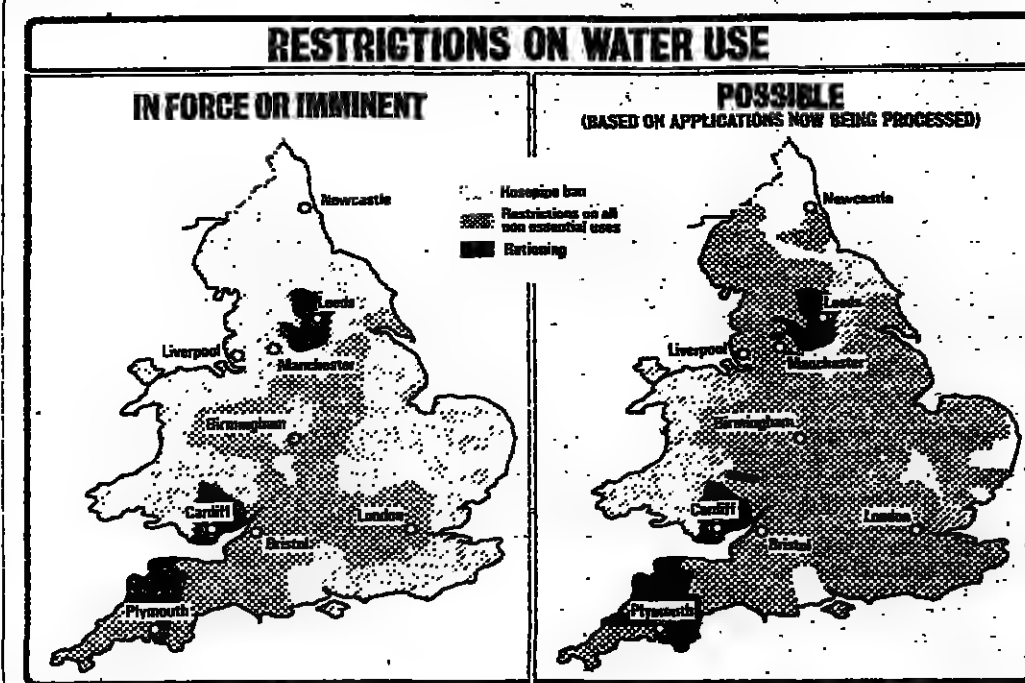 RESTRICTIONS ON WATER USE
IN FORCE OR IMMINENT
Newcastle
Leeds
Liverpool
Manchester
Birmingham
Cardiff
London
Bristol
Plymouth
Hosepipe ban
Restrictions on all
non essential uses
Rationing
POSSIBLE
(BASED ON APPLICATIONS NOW BEING PROCESSED)
Newcastle
Leeds
Liverpool
Manchester
Birmingham
Cardiff
London
Bristol
Plymouth